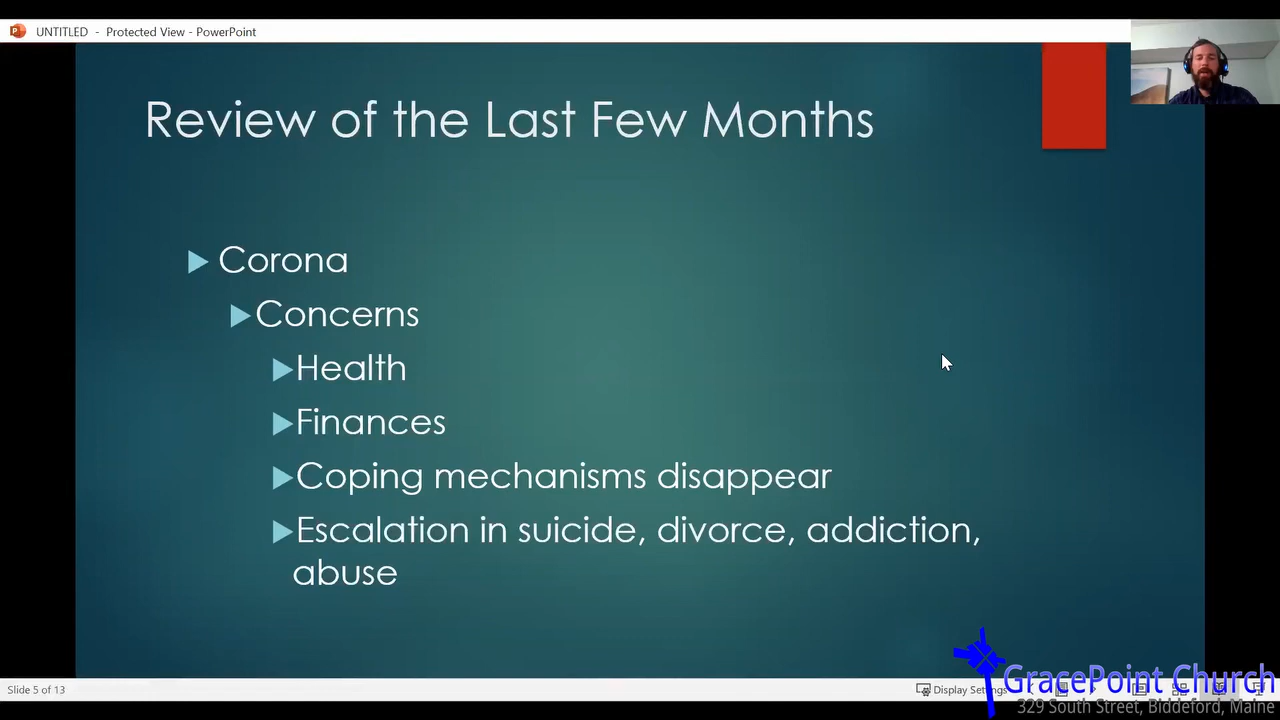 UNTITLED - Protected View - PowerPoint
Review of the Last Few Months
Corona
Concerns
Health
Finances
Coping mechanisms disappear
Escalation in suicide, divorce, addiction,
abuse
Slide 5 of 13
Display Settings
GracePoint Church
329 South Street, Biddeford, Maine